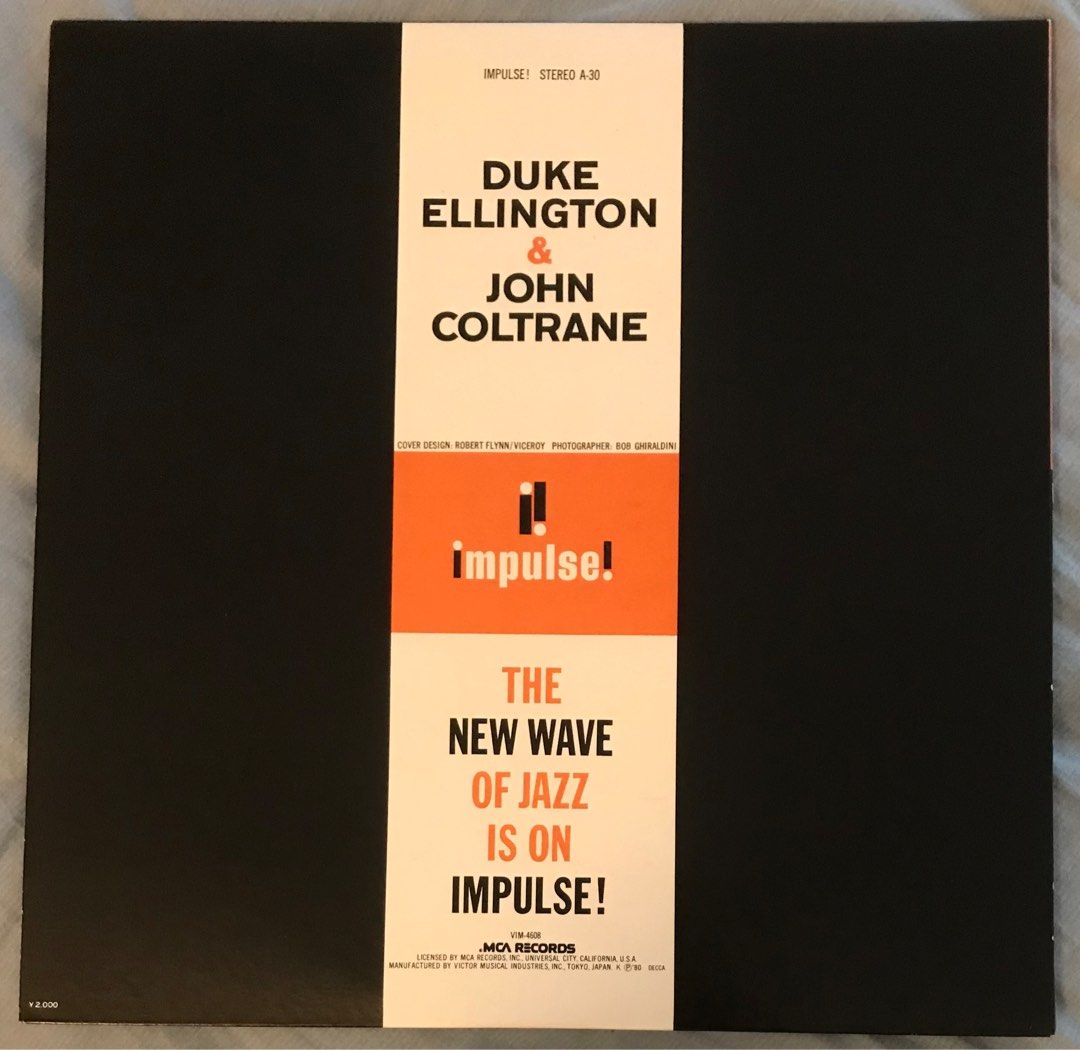 IMPULSE! STEREO A-30
DUKE
ELLINGTON
&
JOHN
COLTRANE
COVER DESIGN: ROBERT FLYNN/VICEROY PHOTOGRAPHER: BOB GHIRALDINI
i!
impulse!
THE
NEW WAVE
OF JAZZ
IS ON
IMPULSE!
VIM-4608
MCA RECORDS
LICENSED BY MCA RECORDS, INC., UNIVERSAL CITY, CALIFORNIA, U.S.A.
MANUFACTURED BY VICTOR MUSICAL INDUSTRIES, INC., TOKYO, JAPAN. K Ⓟ'80 DECCA
¥2,000